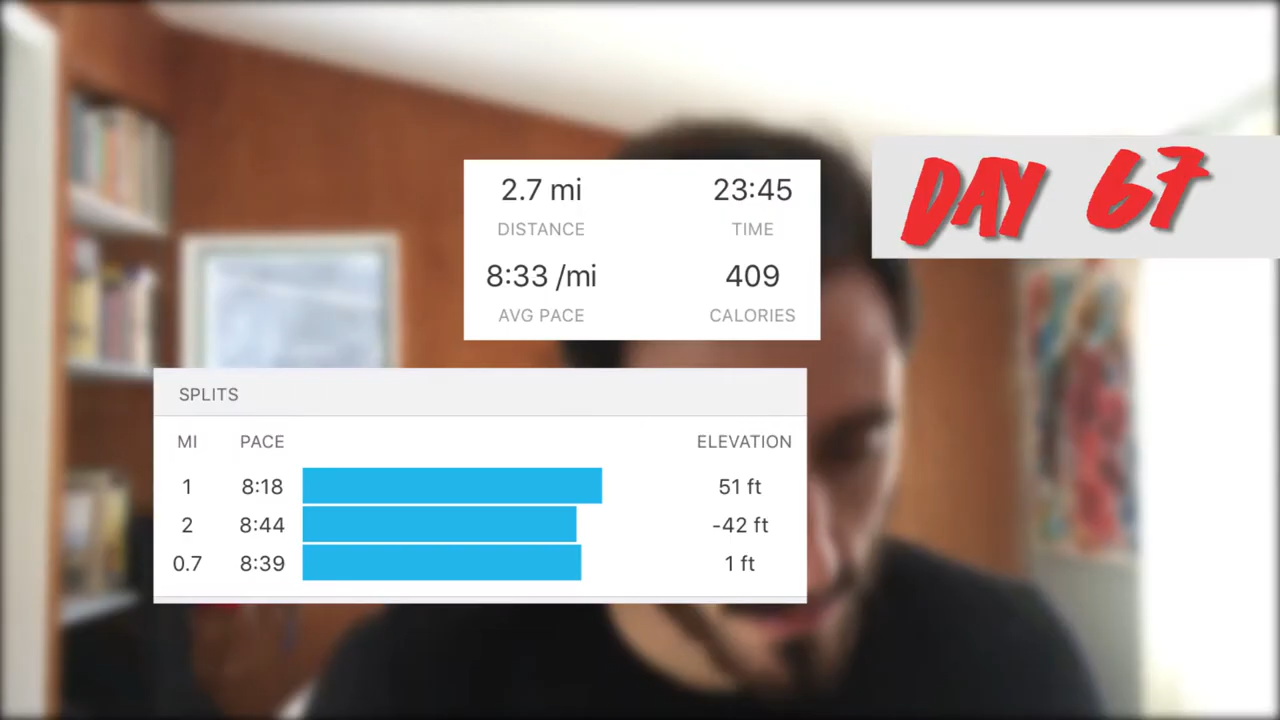 2.7 mi 23:45
DISTANCE TIME
8:33 /mi 409
AVG PACE CALORIES
DAY 67
SPLITS
MI PACE ELEVATION
1 8:18 51 ft
2 8:44 -42 ft
0.7 8:39 1 ft